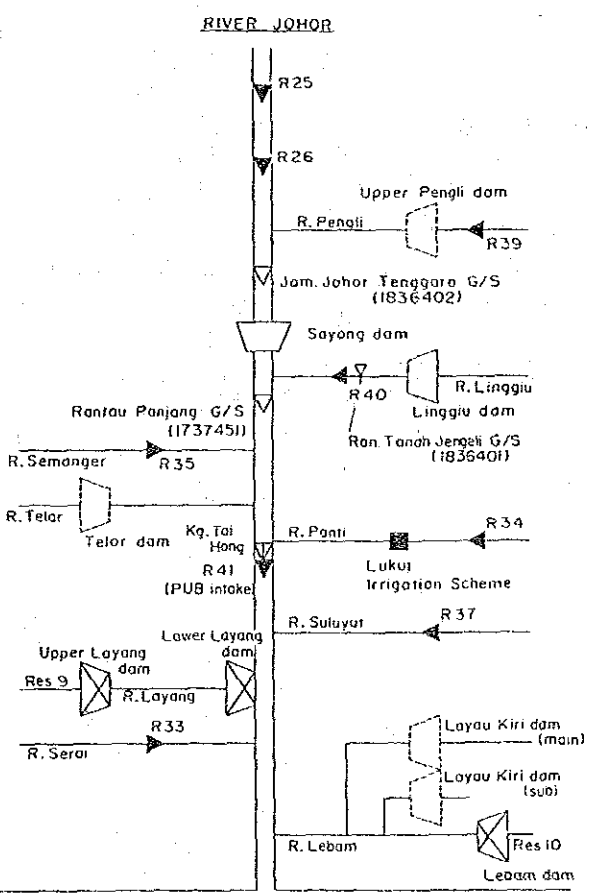 RIVER JOHOR
R25
R26
Upper Pengli dam
R. Pengli
R39
Jam. Johor Tenggara G/S
(1836402)
Sayong dam
R40
R. Linggiu
Linggiu dam
Rantau Panjang G/S
(1737451)
Ran. Tanah Jengeli G/S
(1836401)
R. Semanger
R35
R. Telor
Telor dam
Kg. Tai
Hong
R41
(PUB intake)
R. Panti
R34
Lukut
Irrigation Scheme
R. Suluyut
R37
Upper Layang
dam
Lower Layang
dam
Res 9
R. Layang
R33
R. Serai
Layau Kiri dam
(main)
Layau Kiri dam
(sub)
R. Lebam
Res 10
Lebam dam